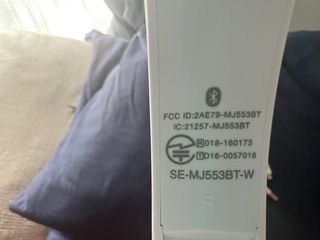 FCC ID:2AE79-MJ553BT
IC:21257-MJ553BT
R 018-160173
T D16-0057018
SE-MJ553BT-W
R